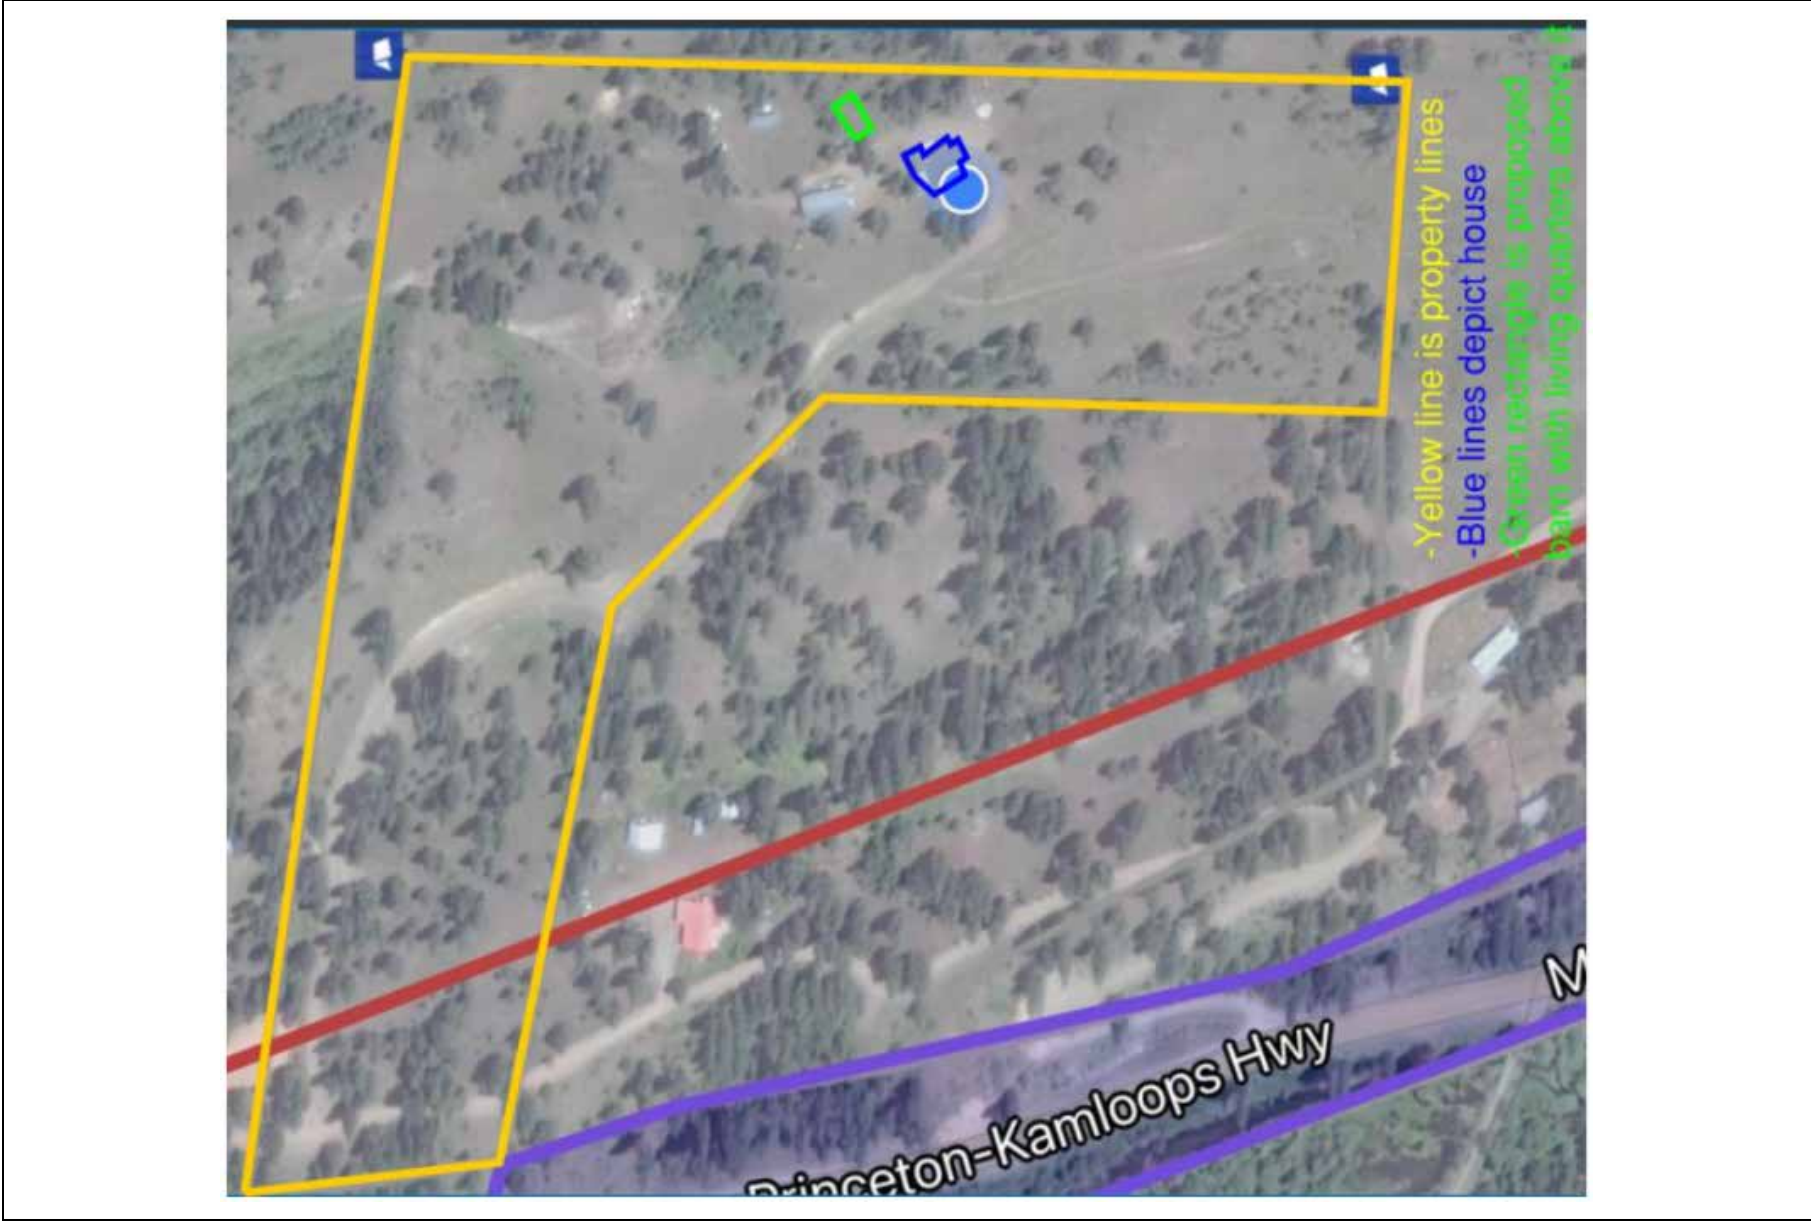 -Yellow line is property lines
-Blue lines depict house
-Green rectangle is proposed
barn with living quarters above it
Princeton-Kamloops Hwy
M